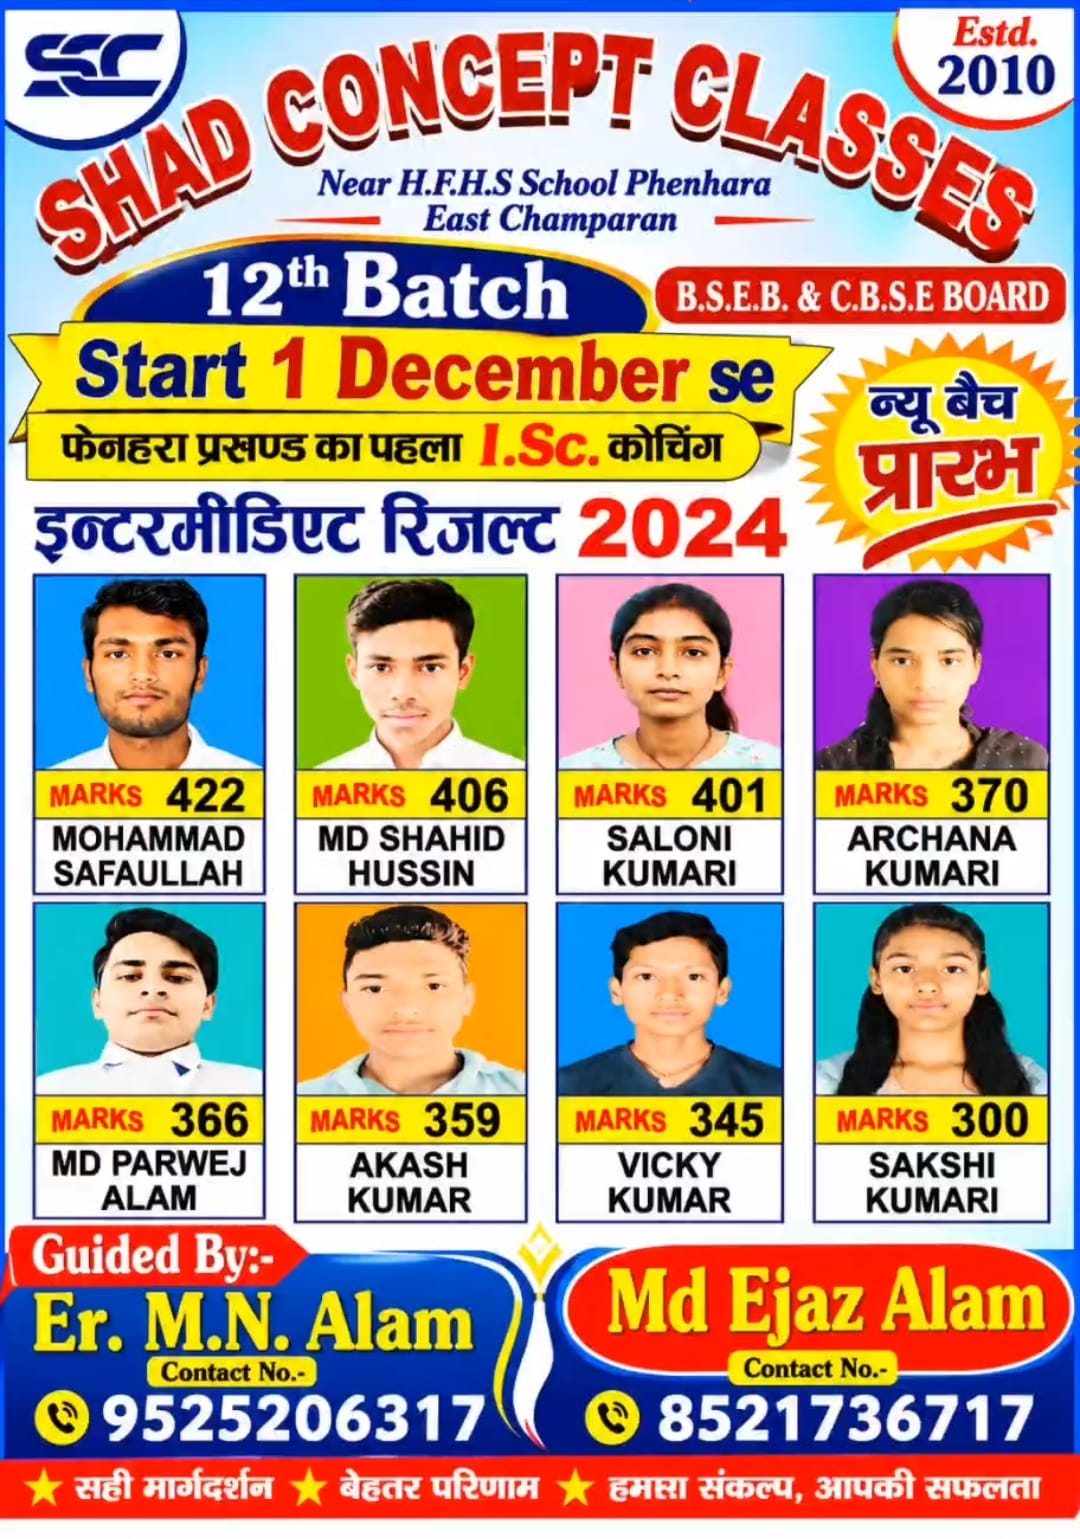 SSC
Estd.
2010
SHAD CONCEPT CLASSES
Near H.F.H.S School Phenhara
East Champaran
12th Batch
B.S.E.B. & C.B.S.E BOARD
Start 1 December se
फेनहरा प्रखण्ड का पहला I.Sc. कोचिंग
न्यू बैच
प्रारम्भ
इन्टरमीडिएट रिजल्ट 2024
MARKS 422
MOHAMMAD
SAFAULLAH
MARKS 406
MD SHAHID
HUSSIN
MARKS 401
SALONI
KUMARI
MARKS 370
ARCHANA
KUMARI
MARKS 366
MD PARWEJ
ALAM
MARKS 359
AKASH
KUMAR
MARKS 345
VICKY
KUMAR
MARKS 300
SAKSHI
KUMARI
Guided By:-
Er. M.N. Alam
Contact No.-
9525206317
Md Ejaz Alam
Contact No.-
8521736717
सही मार्गदर्शन ★ बेहतर परिणाम ★ हमारा संकल्प, आपकी सफलता